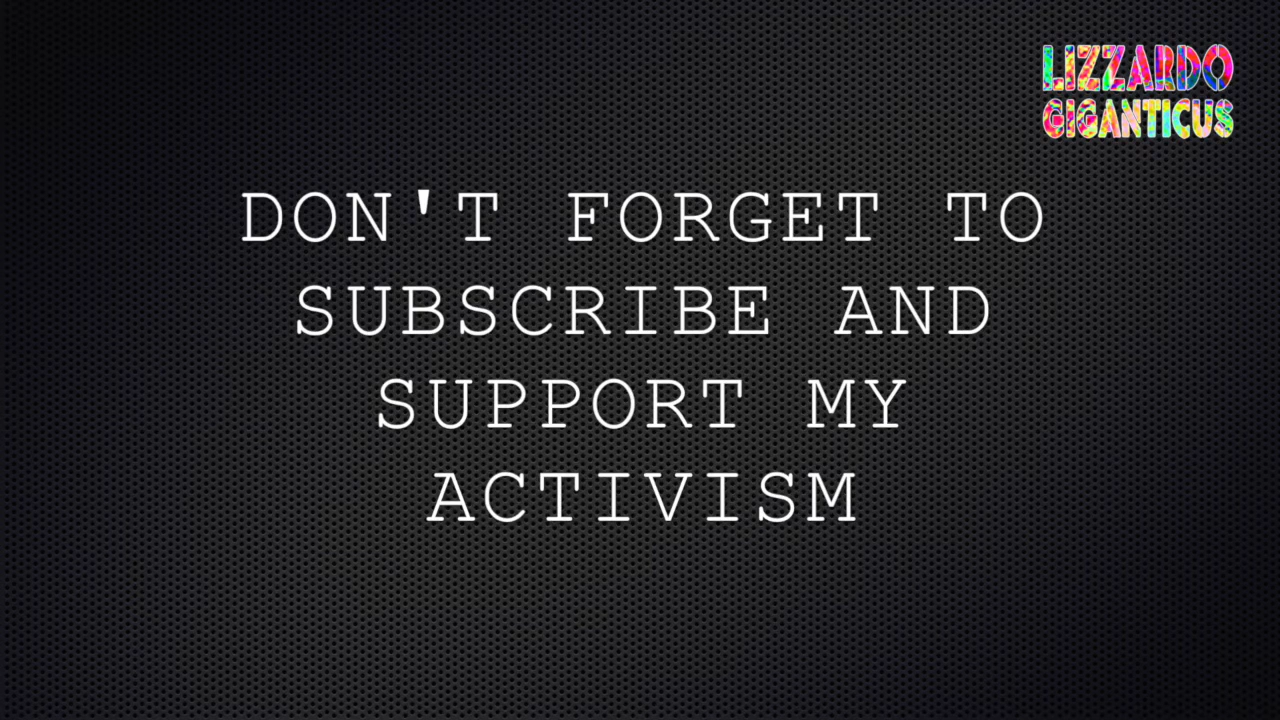 LIZZARDO
GIGANTICUS
DON'T FORGET TO
SUBSCRIBE AND
SUPPORT MY
ACTIVISM